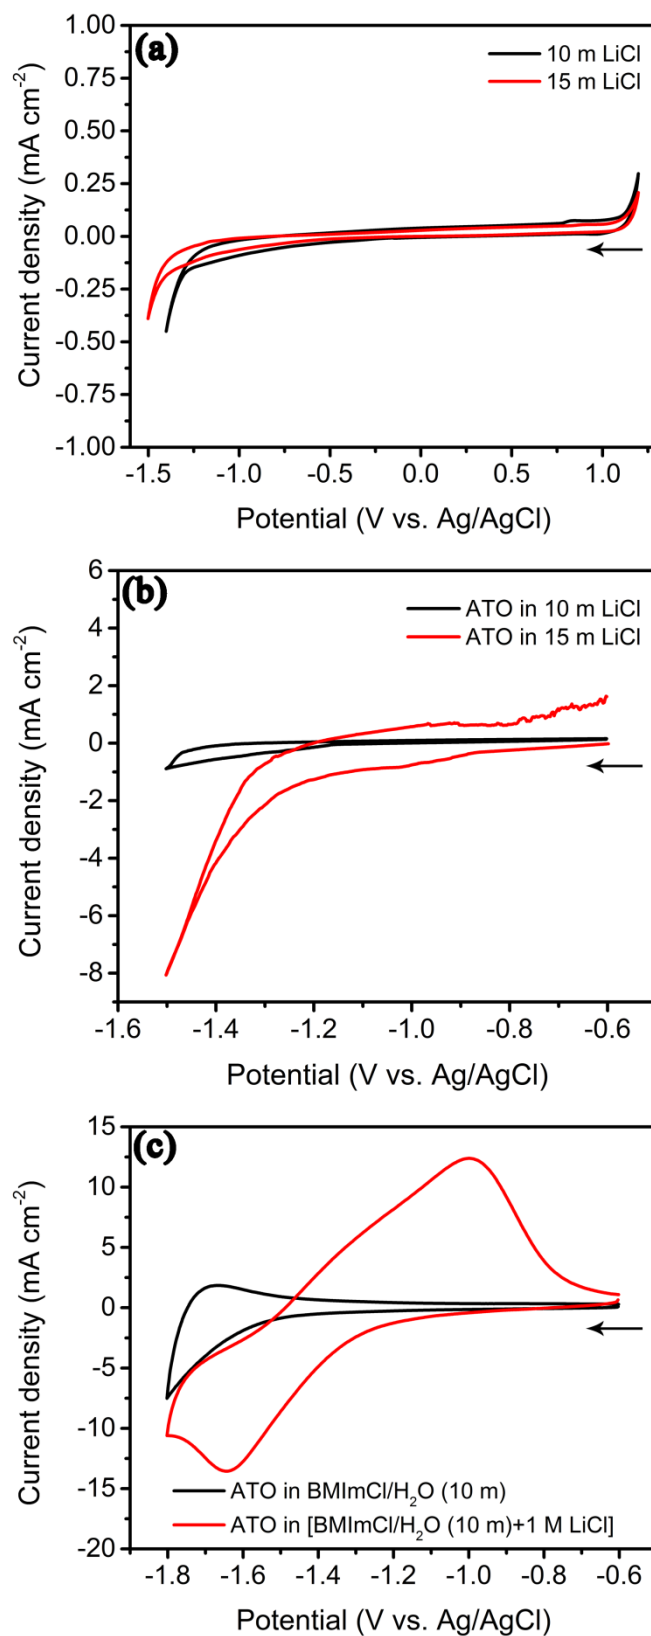 (a)
10 m LiCl
15 m LiCl
1.00
0.75
0.50
0.25
0.00
-0.25
-0.50
-0.75
-1.00
Current density (mA cm⁻²)
-1.5 -1.0 -0.5 0.0 0.5 1.0
Potential (V vs. Ag/AgCl)
(b)
ATO in 10 m LiCl
ATO in 15 m LiCl
6
4
2
0
-2
-4
-6
-8
Current density (mA cm⁻²)
-1.6 -1.4 -1.2 -1.0 -0.8 -0.6
Potential (V vs. Ag/AgCl)
(c)
15
10
5
0
-5
-10
-15
-20
Current density (mA cm⁻²)
ATO in BMImCl/H₂O (10 m)
ATO in [BMImCl/H₂O (10 m)+1 M LiCl]
-1.8 -1.6 -1.4 -1.2 -1.0 -0.8 -0.6
Potential (V vs. Ag/AgCl)